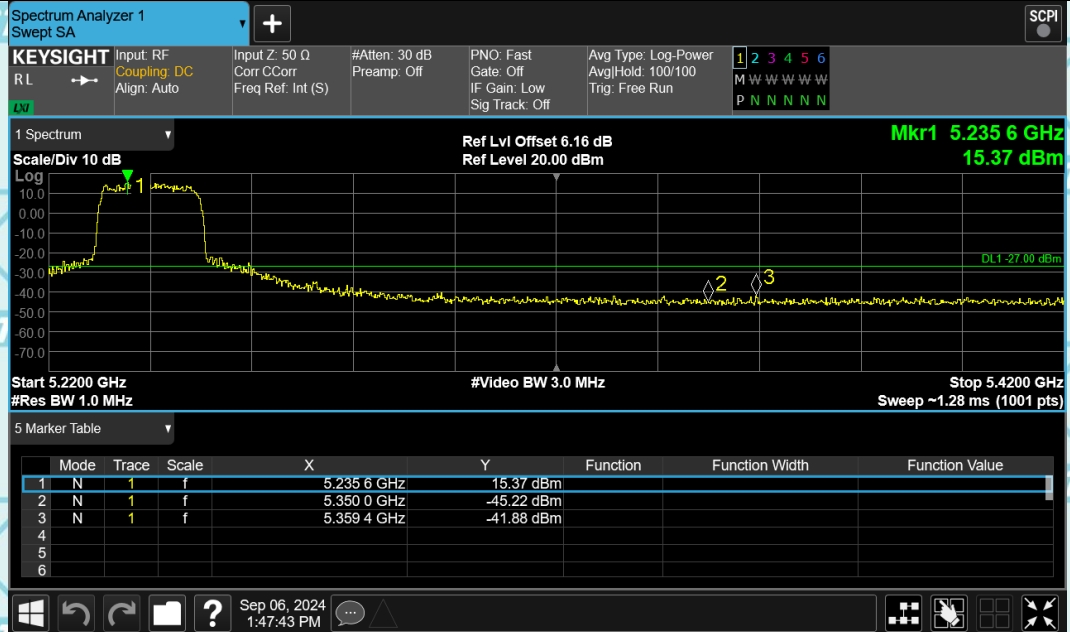 Spectrum Analyzer 1
Swept SA
+
SCPI
KEYSIGHT
RL
LXI
Input: RF
Coupling: DC
Align: Auto
Input Z: 50 Ω
Corr CCorr
Freq Ref: Int (S)
#Atten: 30 dB
Preamp: Off
PNO: Fast
Gate: Off
IF Gain: Low
Sig Track: Off
Avg Type: Log-Power
Avg|Hold: 100/100
Trig: Free Run
1 2 3 4 5 6
M W W W W W
P N N N N N
1 Spectrum
Scale/Div 10 dB
Log
Ref Lvl Offset 6.16 dB
Ref Level 20.00 dBm
Mkr1 5.235 6 GHz
15.37 dBm
10.0
0.00
-10.0
-20.0
-30.0
-40.0
-50.0
-60.0
-70.0
1
2
3
DL1 -27.00 dBm
Start 5.2200 GHz
#Video BW 3.0 MHz
Stop 5.4200 GHz
#Res BW 1.0 MHz
Sweep ~1.28 ms (1001 pts)
5 Marker Table
Mode Trace Scale X Y Function Function Width Function Value
1 N 1 f 5.235 6 GHz 15.37 dBm
2 N 1 f 5.350 0 GHz -45.22 dBm
3 N 1 f 5.359 4 GHz -41.88 dBm
4
5
6
?
Sep 06, 2024
1:47:43 PM